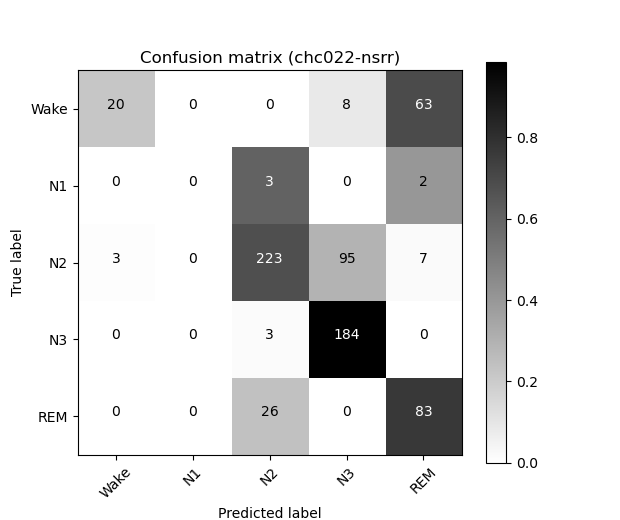 Confusion matrix (chc022-nsrr)
True label
Wake 20 0 0 8 63
N1 0 0 3 0 2
N2 3 0 223 95 7
N3 0 0 3 184 0
REM 0 0 26 0 83
Wake N1 N2 N3 REM
Predicted label
0.8
0.6
0.4
0.2
0.0